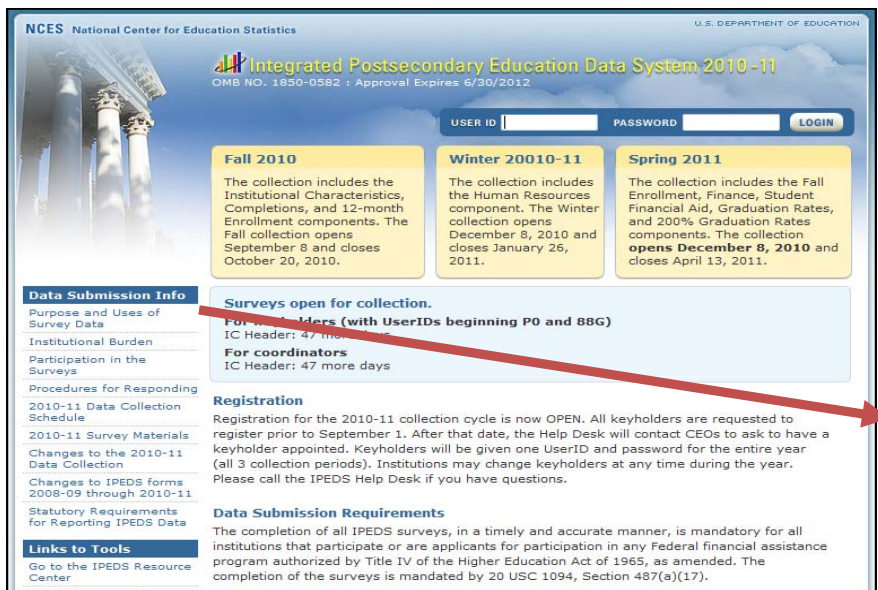 NCES National Center for Education Statistics
U.S. DEPARTMENT OF EDUCATION
Integrated Postsecondary Education Data System 2010-11
OMB NO. 1850-0582 : Approval Expires 6/30/2012
USER ID
PASSWORD
LOGIN
Fall 2010
The collection includes the
Institutional Characteristics,
Completions, and 12-month
Enrollment components. The
Fall collection opens
September 8 and closes
October 20, 2010.
Winter 20010-11
The collection includes
the Human Resources
component. The Winter
collection opens
December 8, 2010 and
closes January 26,
2011.
Spring 2011
The collection includes the Fall
Enrollment, Finance, Student
Financial Aid, Graduation Rates,
and 200% Graduation Rates
components. The collection
opens December 8, 2010 and
closes April 13, 2011.
Data Submission Info
Purpose and Uses of
Survey Data
Institutional Burden
Participation in the
Surveys
Procedures for Responding
2010-11 Data Collection
Schedule
2010-11 Survey Materials
Changes to the 2010-11
Data Collection
Changes to IPEDS forms
2008-09 through 2010-11
Statutory Requirements
for Reporting IPEDS Data
Links to Tools
Go to the IPEDS Resource
Center
Surveys open for collection.
For keyholders (with UserIDs beginning P0 and 88G)
IC Header: 47 more days
For coordinators
IC Header: 47 more days
Registration
Registration for the 2010-11 collection cycle is now OPEN. All keyholders are requested to
register prior to September 1. After that date, the Help Desk will contact CEOs to ask to have a
keyholder appointed. Keyholders will be given one UserID and password for the entire year
(all 3 collection periods). Institutions may change keyholders at any time during the year.
Please call the IPEDS Help Desk if you have questions.
Data Submission Requirements
The completion of all IPEDS surveys, in a timely and accurate manner, is mandatory for all
institutions that participate or are applicants for participation in any Federal financial assistance
program authorized by Title IV of the Higher Education Act of 1965, as amended. The
completion of the surveys is mandated by 20 USC 1094, Section 487(a)(17).